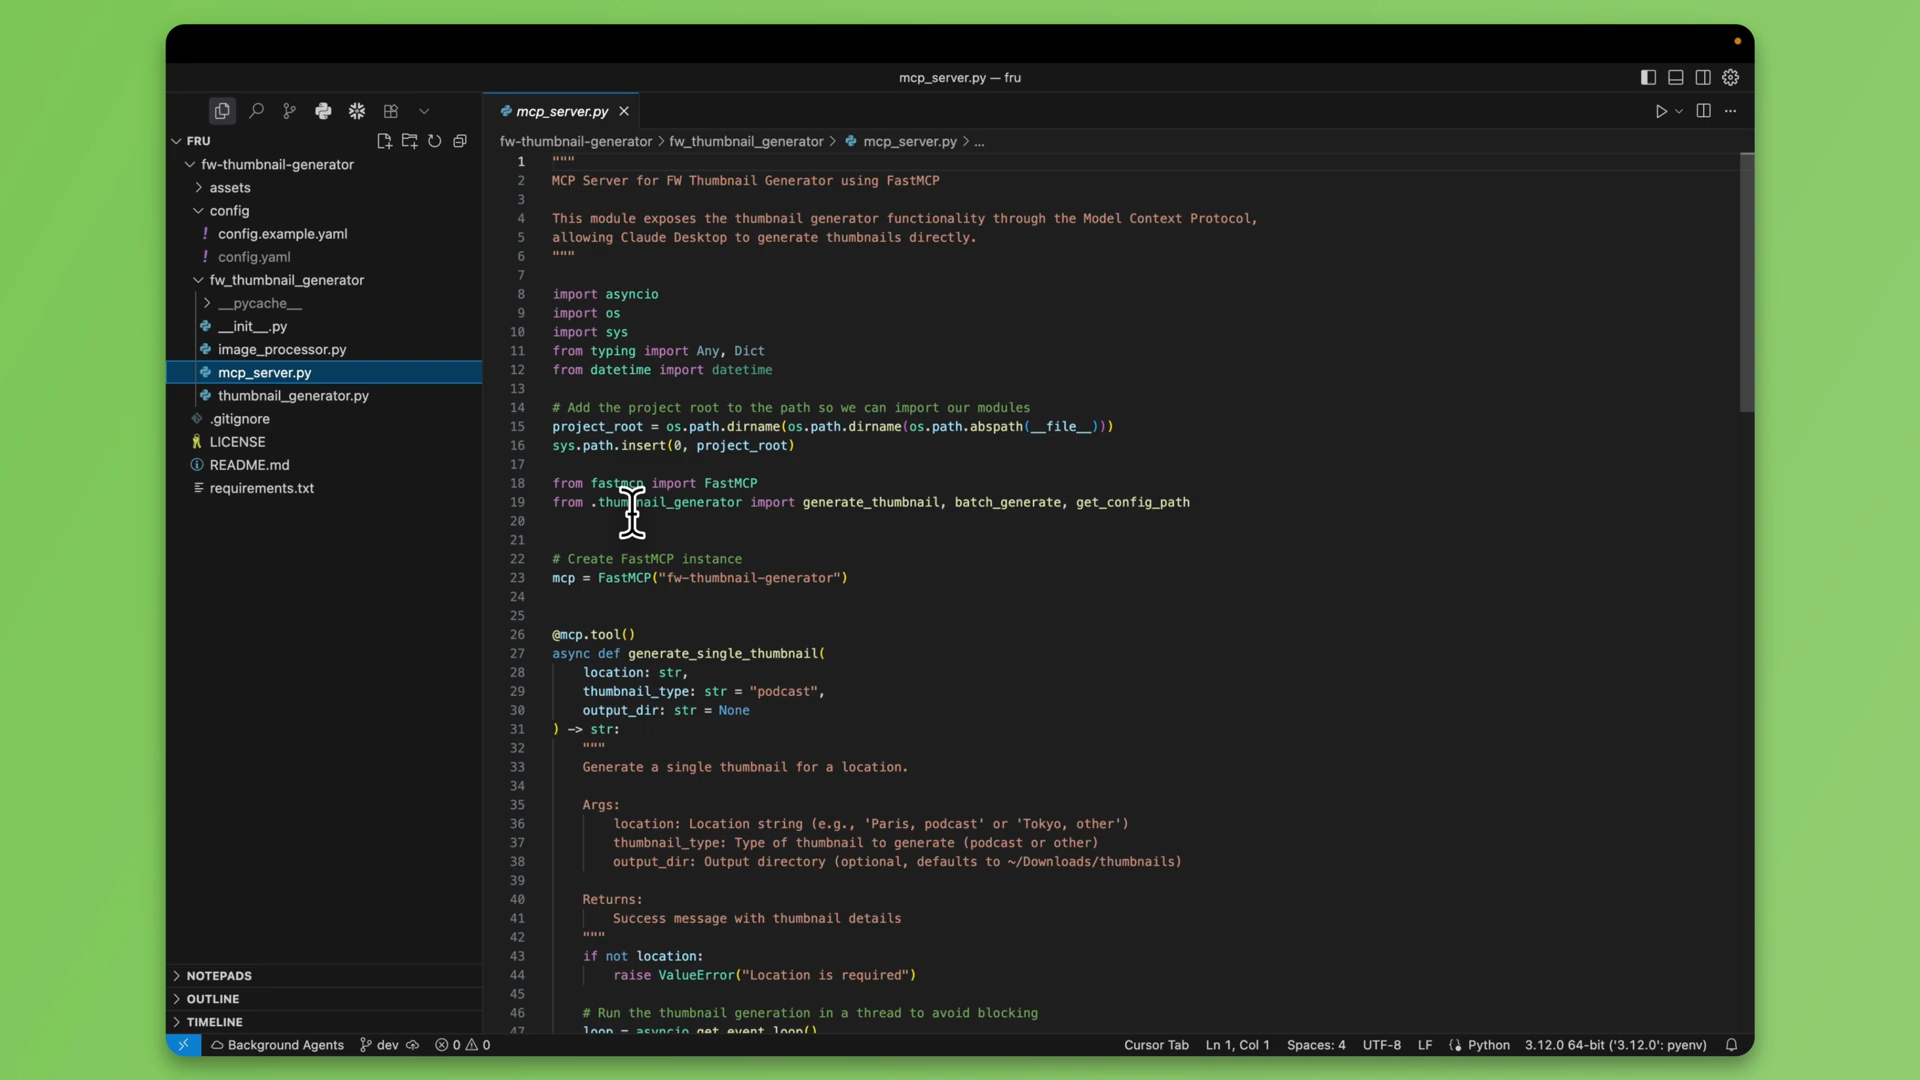 mcp_server.py — fru
FRU
fw-thumbnail-generator
assets
config
config.example.yaml
config.yaml
fw_thumbnail_generator
__pycache__
__init__.py
image_processor.py
mcp_server.py
thumbnail_generator.py
.gitignore
LICENSE
README.md
requirements.txt
NOTEPADS
OUTLINE
TIMELINE
mcp_server.py
fw-thumbnail-generator > fw_thumbnail_generator > mcp_server.py > ...
1 """
2 MCP Server for FW Thumbnail Generator using FastMCP
3
4 This module exposes the thumbnail generator functionality through the Model Context Protocol,
5 allowing Claude Desktop to generate thumbnails directly.
6 """
7
8 import asyncio
9 import os
10 import sys
11 from typing import Any, Dict
12 from datetime import datetime
13
14 # Add the project root to the path so we can import our modules
15 project_root = os.path.dirname(os.path.dirname(os.path.abspath(__file__)))
16 sys.path.insert(0, project_root)
17
18 from fastmcp import FastMCP
19 from .thumbnail_generator import generate_thumbnail, batch_generate, get_config_path
20
21
22 # Create FastMCP instance
23 mcp = FastMCP("fw-thumbnail-generator")
24
25
26 @mcp.tool()
27 async def generate_single_thumbnail(
28 location: str,
29 thumbnail_type: str = "podcast",
30 output_dir: str = None
31 ) -> str:
32 """
33 Generate a single thumbnail for a location.
34
35 Args:
36 location: Location string (e.g., 'Paris, podcast' or 'Tokyo, other')
37 thumbnail_type: Type of thumbnail to generate (podcast or other)
38 output_dir: Output directory (optional, defaults to ~/Downloads/thumbnails)
39
40 Returns:
41 Success message with thumbnail details
42 """
43 if not location:
44 raise ValueError("Location is required")
45
46 # Run the thumbnail generation in a thread to avoid blocking
47 loop = asyncio.get_event_loop()
Background Agents dev 0 0 Cursor Tab Ln 1, Col 1 Spaces: 4 UTF-8 LF Python 3.12.0 64-bit ('3.12.0': pyenv)